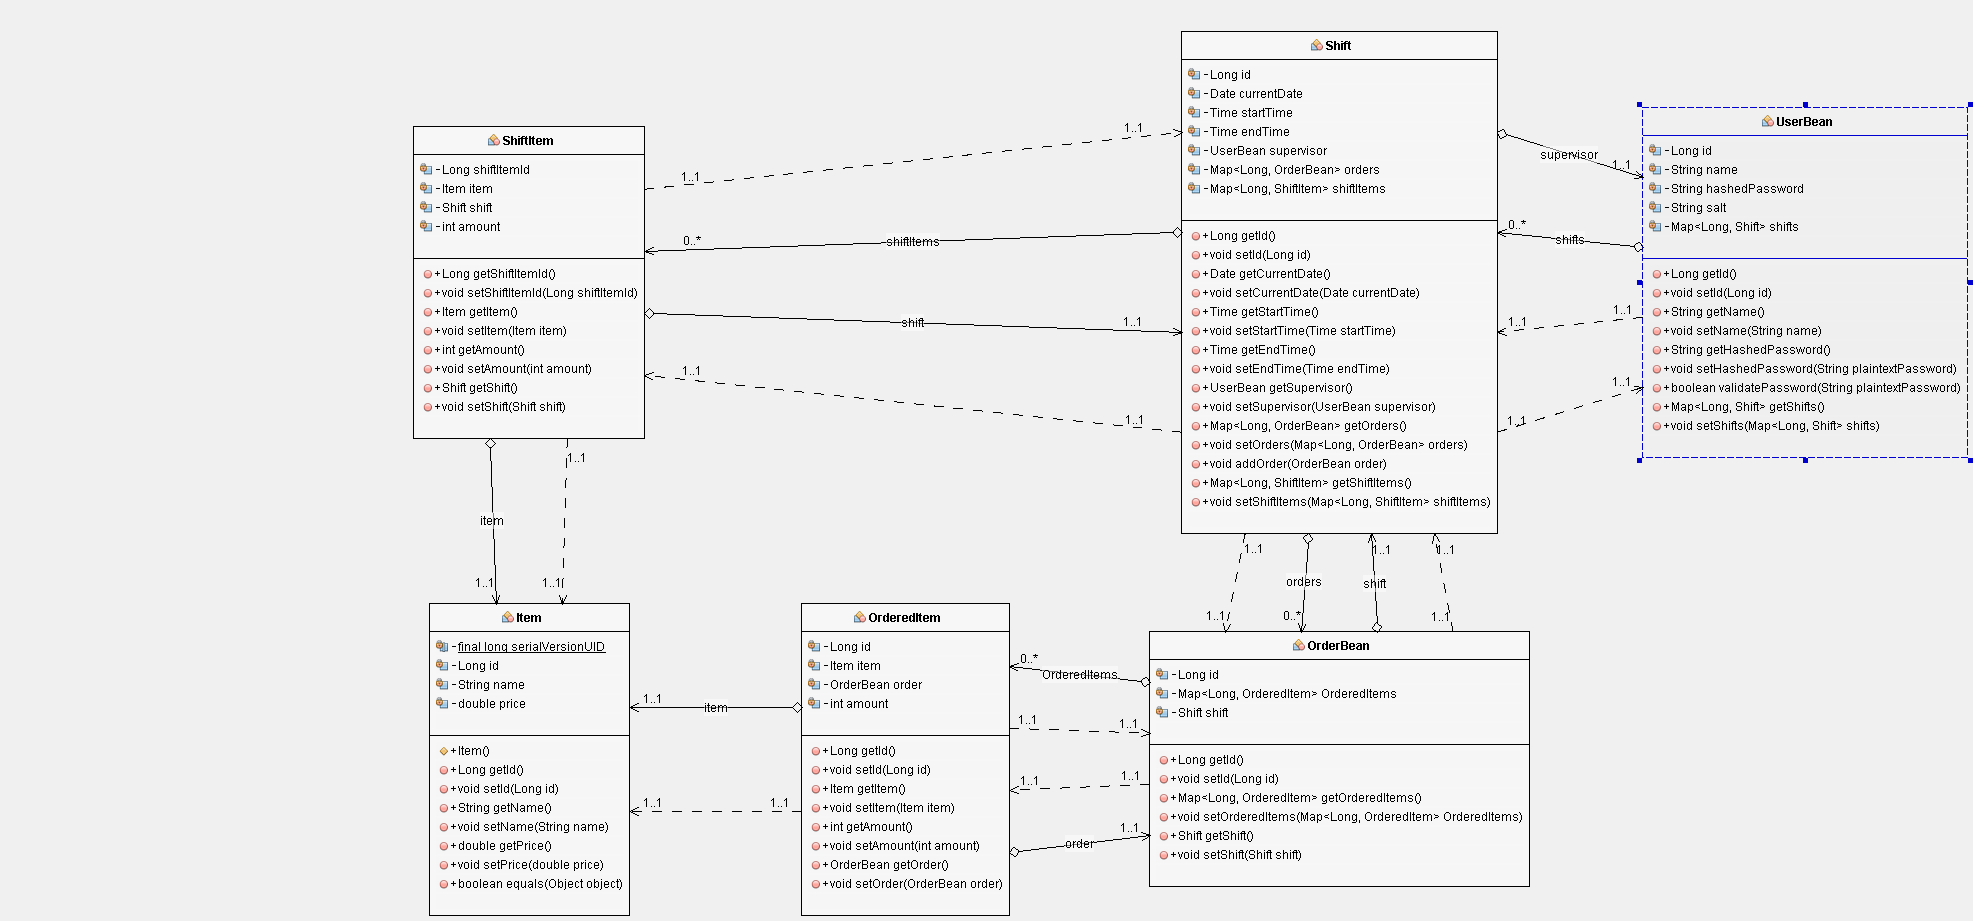 Shift
- Long id
- Date currentDate
- Time startTime
- Time endTime
- UserBean supervisor
- Map<Long, OrderBean> orders
- Map<Long, ShiftItem> shiftItems
+ Long getId()
+ void setId(Long id)
+ Date getCurrentDate()
+ void setCurrentDate(Date currentDate)
+ Time getStartTime()
+ void setStartTime(Time startTime)
+ Time getEndTime()
+ void setEndTime(Time endTime)
+ UserBean getSupervisor()
+ void setSupervisor(UserBean supervisor)
+ Map<Long, OrderBean> getOrders()
+ void setOrders(Map<Long, OrderBean> orders)
+ void addOrder(OrderBean order)
+ Map<Long, ShiftItem> getShiftItems()
+ void setShiftItems(Map<Long, ShiftItem> shiftItems)
UserBean
- Long id
- String name
- String hashedPassword
- String salt
- Map<Long, Shift> shifts
+ Long getId()
+ void setId(Long id)
+ String getName()
+ void setName(String name)
+ String getHashedPassword()
+ void setHashedPassword(String plaintextPassword)
+ boolean validatePassword(String plaintextPassword)
+ Map<Long, Shift> getShifts()
+ void setShifts(Map<Long, Shift> shifts)
supervisor
1..1
0..*
shifts
1..1
1..1
1..1
1..1
ShiftItem
- Long shiftItemId
- Item item
- Shift shift
- int amount
+ Long getShiftItemId()
+ void setShiftItemId(Long shiftItemId)
+ Item getItem()
+ void setItem(Item item)
+ int getAmount()
+ void setAmount(int amount)
+ Shift getShift()
+ void setShift(Shift shift)
1..1
1..1
0..*
shiftItems
shift
1..1
1..1
1..1
1..1
item
1..1
1..1
1..1
1..1
1..1
orders
shift
1..1
0..*
1..1
Item
- final long serialVersionUID
- Long id
- String name
- double price
+ Item()
+ Long getId()
+ void setId(Long id)
+ String getName()
+ void setName(String name)
+ double getPrice()
+ void setPrice(double price)
+ boolean equals(Object object)
1..1
item
1..1
1..1
OrderedItem
- Long id
- Item item
- OrderBean order
- int amount
+ Long getId()
+ void setId(Long id)
+ Item getItem()
+ void setItem(Item item)
+ int getAmount()
+ void setAmount(int amount)
+ OrderBean getOrder()
+ void setOrder(OrderBean order)
0..*
OrderedItems
1..1
1..1
1..1
1..1
1..1
order
OrderBean
- Long id
- Map<Long, OrderedItem> OrderedItems
- Shift shift
+ Long getId()
+ void setId(Long id)
+ Map<Long, OrderedItem> getOrderedItems()
+ void setOrderedItems(Map<Long, OrderedItem> OrderedItems)
+ Shift getShift()
+ void setShift(Shift shift)